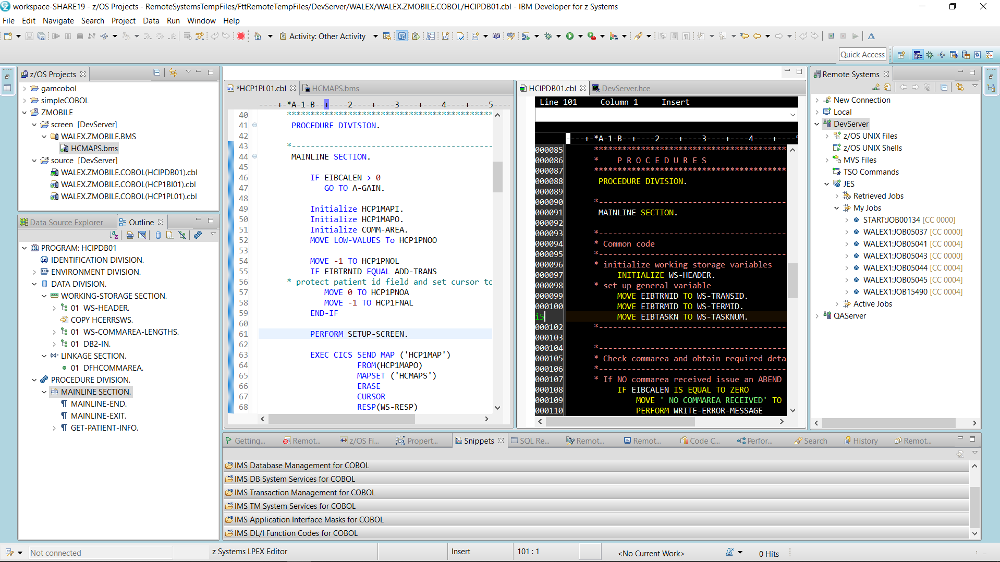 workspace-SHARE19 - z/OS Projects - RemoteSystemsTempFiles/FttRemoteTempFiles/DevServer/WALEX/WALEX.ZMOBILE.COBOL/HCIPDB01.cbl - IBM Developer for z Systems
File Edit Navigate Search Project Data Run Window Help
Activity: Other Activity
Quick Access
z/OS Projects
gamcobol
simpleCOBOL
ZMOBILE
screen [DevServer]
WALEX.ZMOBILE.BMS
HCMAPS.bms
source [DevServer]
WALEX.ZMOBILE.COBOL(HCIPDB01).cbl
WALEX.ZMOBILE.COBOL(HCP1BI01).cbl
WALEX.ZMOBILE.COBOL(HCP1PL01).cbl
Data Source Explorer Outline
PROGRAM: HCIPDB01
IDENTIFICATION DIVISION.
ENVIRONMENT DIVISION.
DATA DIVISION.
WORKING-STORAGE SECTION.
01 WS-HEADER.
COPY HCERRSWS.
01 WS-COMMAREA-LENGTHS.
01 DB2-IN.
LINKAGE SECTION.
01 DFHCOMMAREA.
PROCEDURE DIVISION.
MAINLINE SECTION.
MAINLINE-END.
MAINLINE-EXIT.
GET-PATIENT-INFO.
*HCP1PL01.cbl HCMAPS.bms
----+-*A-1-B--+----2----+----3----+----4----+----5----
40 ********************************************
41 PROCEDURE DIVISION.
42
43 *-------------------------------------------
44 MAINLINE SECTION.
45
46 IF EIBCALEN > 0
47 GO TO A-GAIN.
48
49 Initialize HCP1MAPI.
50 Initialize HCP1MAPO.
51 Initialize COMM-AREA.
52 MOVE LOW-VALUES To HCP1PNOO
53
54 MOVE -1 TO HCP1PNOL
55 IF EIBTRNID EQUAL ADD-TRANS
56 * protect patient id field and set cursor to
57 MOVE 0 TO HCP1PNOA
58 MOVE -1 TO HCP1FNAL
59 END-IF
60
61 PERFORM SETUP-SCREEN.
62
63 EXEC CICS SEND MAP ('HCP1MAP')
64 FROM(HCP1MAPO)
65 MAPSET ('HCMAPS')
66 ERASE
67 CURSOR
68 RESP(WS-RESP)
HCIPDB01.cbl DevServer.hce
Line 101 Column 1 Insert
----+-*A-1-B--+----2----+----3----+----4----+----5
000085 *****************************************
000086 * P R O C E D U R E S
000087 *****************************************
000088 PROCEDURE DIVISION.
000089
000090 *----------------------------------------
000091 MAINLINE SECTION.
000092
000093 *----------------------------------------
000094 * Common code
000095 *----------------------------------------
000096 * initialize working storage variables
000097 INITIALIZE WS-HEADER.
000098 * set up general variable
000099 MOVE EIBTRNID TO WS-TRANSID.
000100 MOVE EIBTRMID TO WS-TERMID.
i5 MOVE EIBTASKN TO WS-TASKNUM.
000102 *----------------------------------------
000103
000104 *----------------------------------------
000105 * Check commarea and obtain required deta
000106 *----------------------------------------
000107 * If NO commarea received issue an ABEND
000108 IF EIBCALEN IS EQUAL TO ZERO
000109 MOVE ' NO COMMAREA RECEIVED' TO
000110 PERFORM WRITE-ERROR-MESSAGE
Remote Systems
New Connection
Local
DevServer
z/OS UNIX Files
z/OS UNIX Shells
MVS Files
TSO Commands
JES
Retrieved Jobs
My Jobs
START:JOB00134 [CC 0000]
WALEX1:JOB05037 [CC 0000]
WALEX1:JOB05041 [CC 0004]
WALEX1:JOB05043 [CC 0000]
WALEX1:JOB05044 [CC 0004]
WALEX1:JOB05045 [CC 0004]
WALEX1:JOB15490 [CC 0004]
Active Jobs
QAServer
Getting... Remot... z/OS Fi... Propert... Snippets SQL Re... Remot... Remot... Code C... Perfor... Search History Remot...
IMS Database Management for COBOL
IMS DB System Services for COBOL
IMS Transaction Management for COBOL
IMS TM System Services for COBOL
IMS Application Interface Masks for COBOL
IMS DL/I Function Codes for COBOL
Not connected z Systems LPEX Editor Insert 101 : 1 <No Current Work> 0 Hits